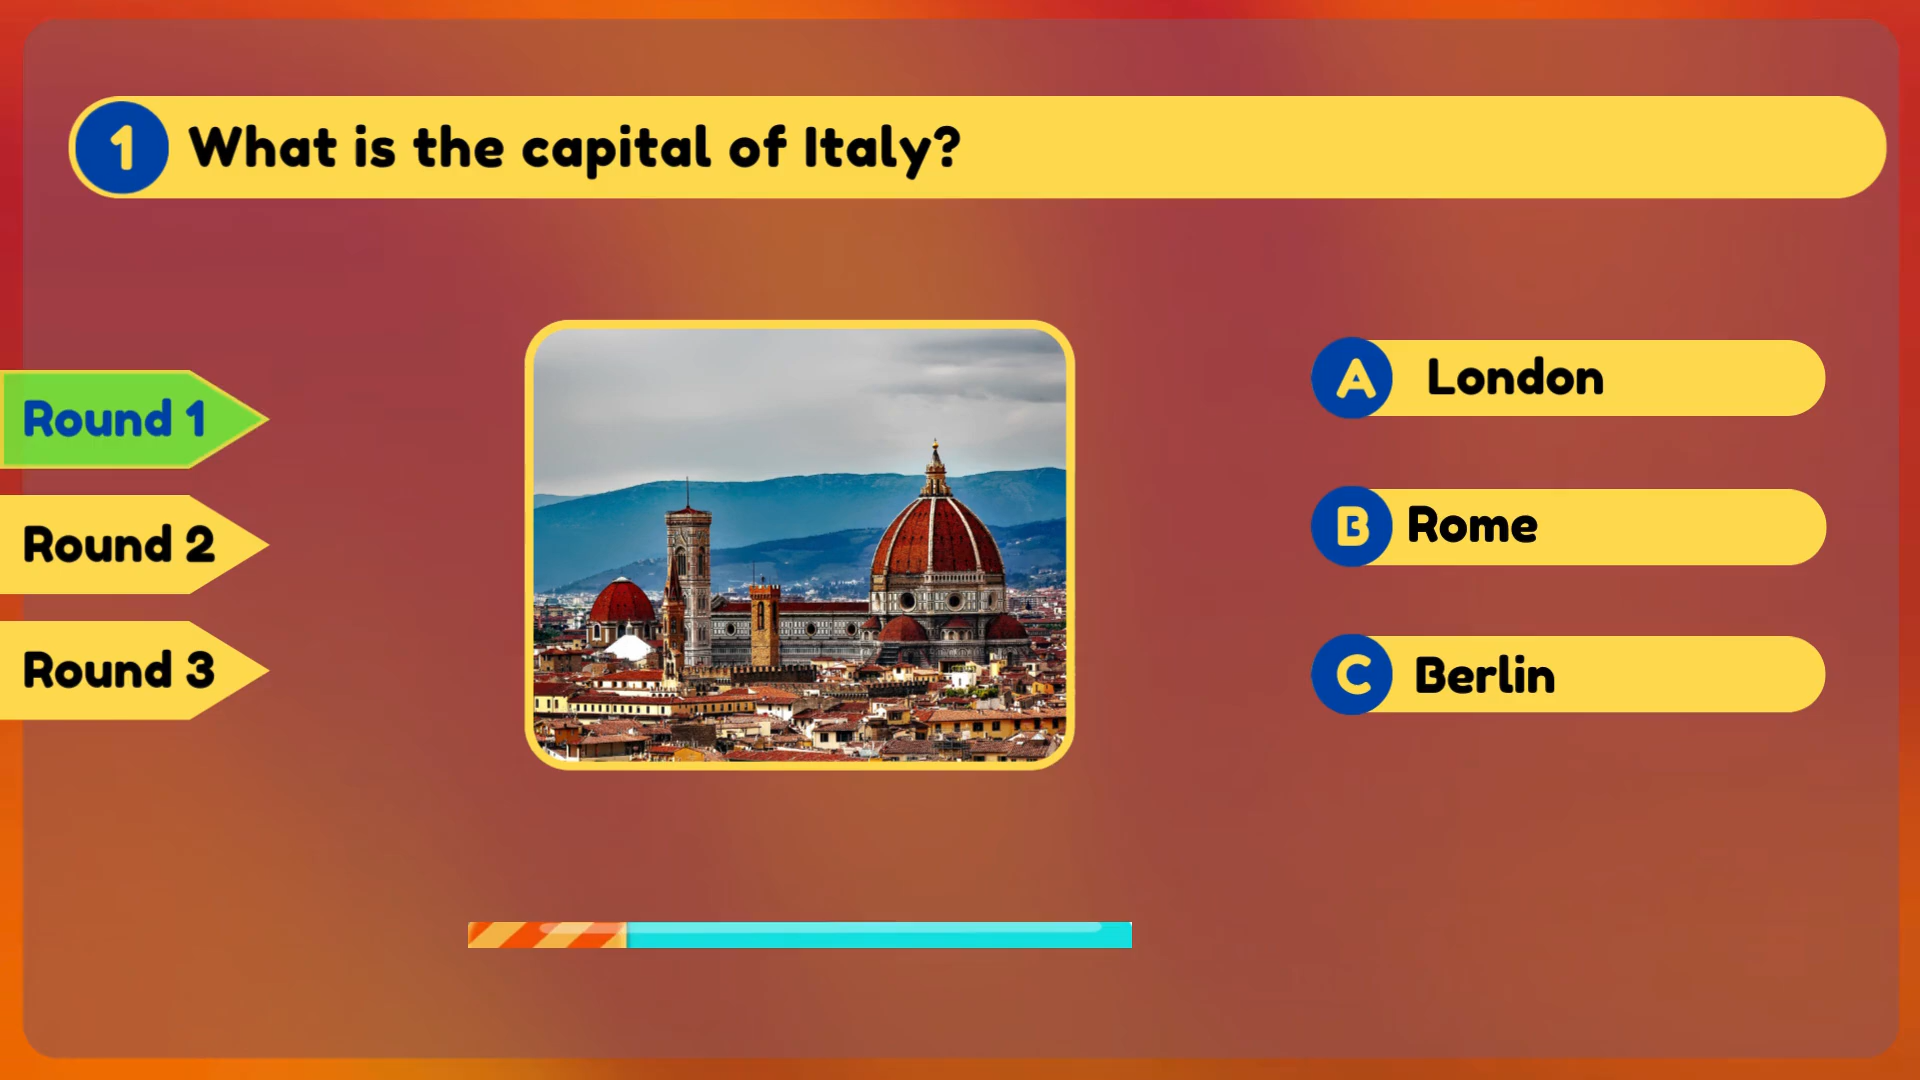 1 What is the capital of Italy?
Round 1
Round 2
Round 3
A London
B Rome
C Berlin